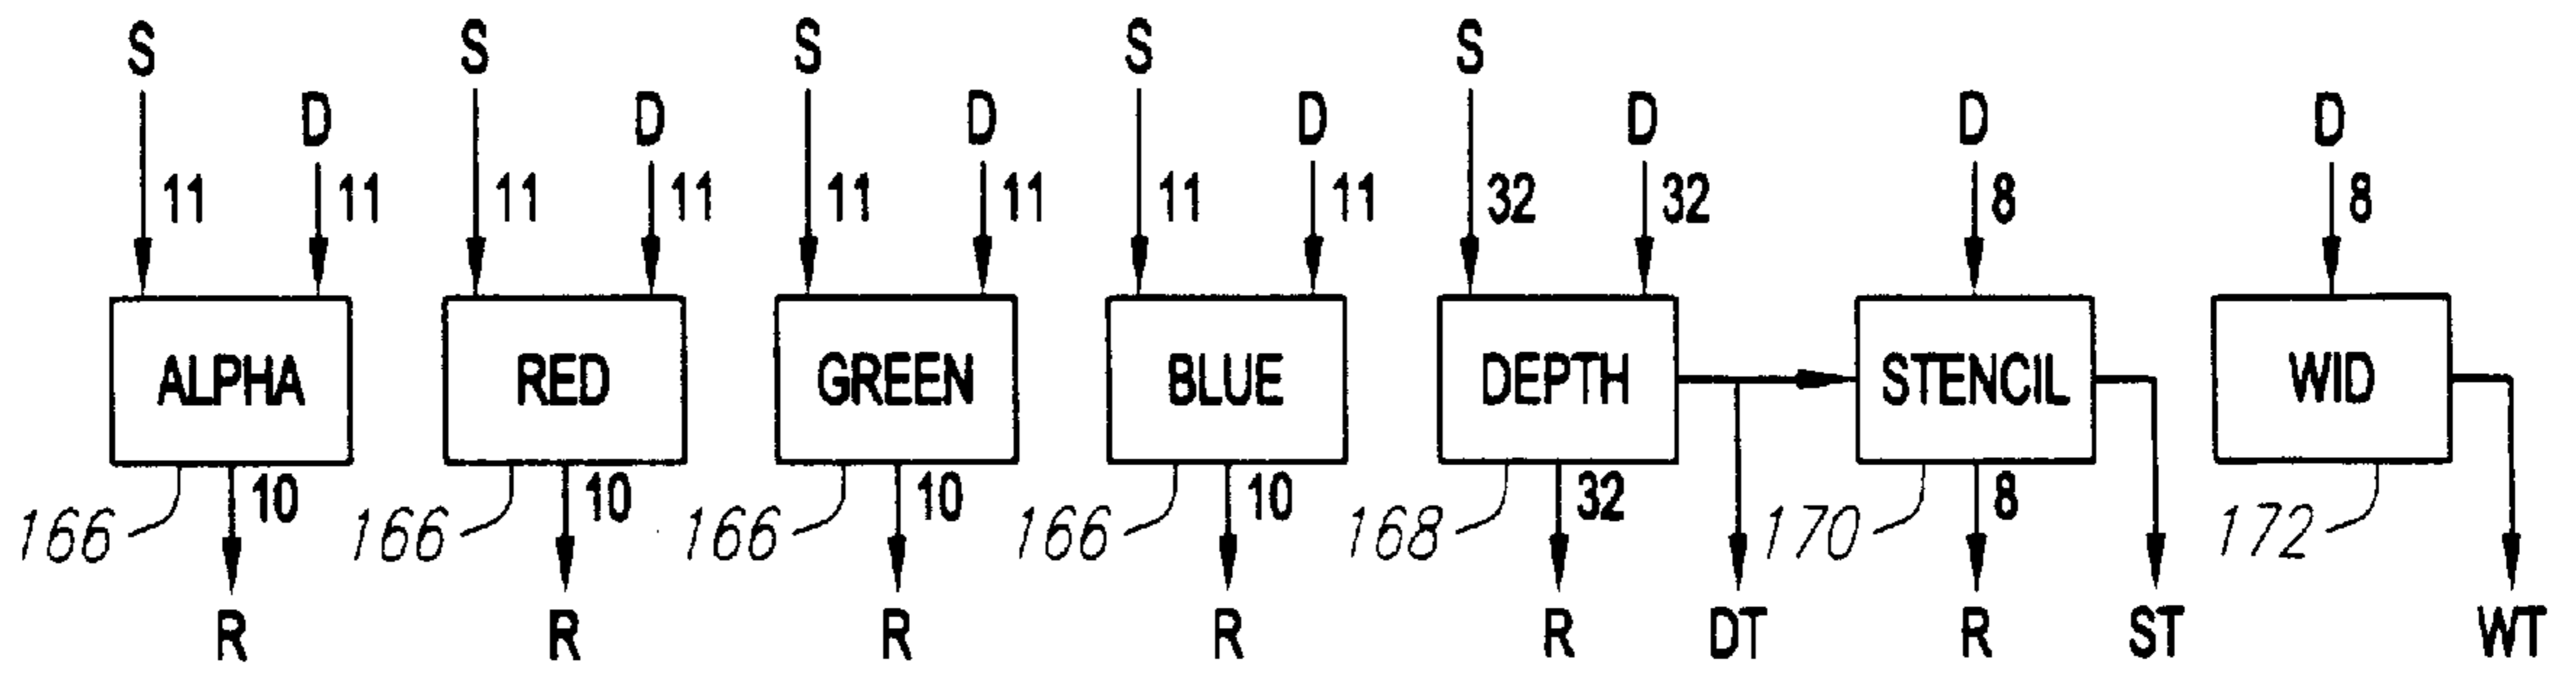 S S S S S
D D D D D D D
11 11 11 11 11 11 11 11 32 32 8 8
ALPHA RED GREEN BLUE DEPTH STENCIL WID
10 10 10 10 32 8
166 166 166 166 168 170 172
R R R R R DT R ST WT